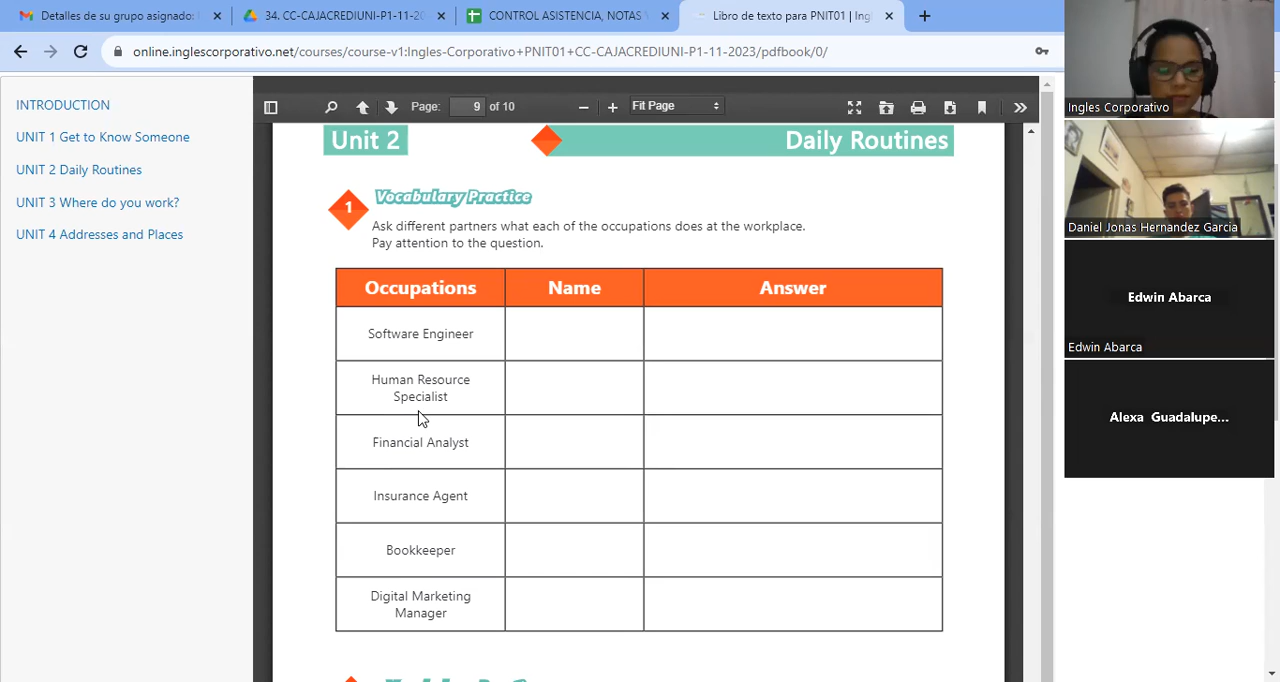 Detalles de su grupo asignado:
34. CC-CAJACREDIUNI-P1-11-20
CONTROL ASISTENCIA, NOTAS
Libro de texto para PNIT01 | Ing
online.inglescorporativo.net/courses/course-v1:Ingles-Corporativo+PNIT01+CC-CAJACREDIUNI-P1-11-2023/pdfbook/0/
INTRODUCTION
UNIT 1 Get to Know Someone
UNIT 2 Daily Routines
UNIT 3 Where do you work?
UNIT 4 Addresses and Places
Page: 9 of 10
Fit Page
Unit 2
Daily Routines
1
Vocabulary Practice
Ask different partners what each of the occupations does at the workplace.
Pay attention to the question.
Occupations Name Answer
Software Engineer
Human Resource
Specialist
Financial Analyst
Insurance Agent
Bookkeeper
Digital Marketing
Manager
Ingles Corporativo
Daniel Jonas Hernandez Garcia
Edwin Abarca
Edwin Abarca
Alexa Guadalupe...